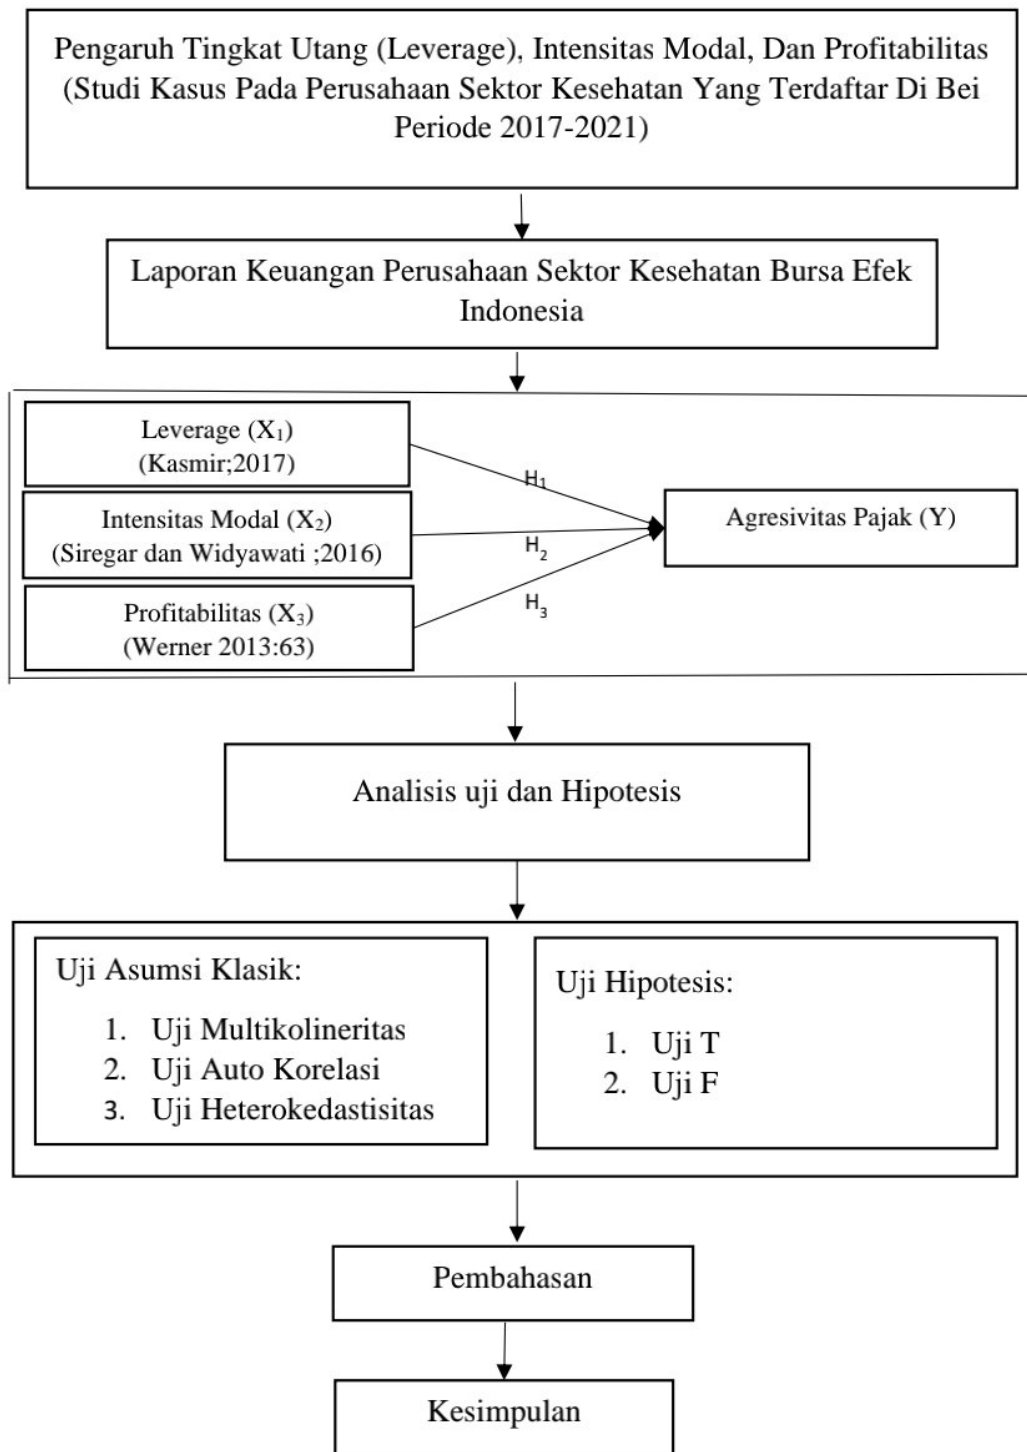 Pengaruh Tingkat Utang (Leverage), Intensitas Modal, Dan Profitabilitas
(Studi Kasus Pada Perusahaan Sektor Kesehatan Yang Terdaftar Di Bei
Periode 2017-2021)
Laporan Keuangan Perusahaan Sektor Kesehatan Bursa Efek
Indonesia
Leverage (X₁)
(Kasmir;2017)
H₁
Intensitas Modal (X₂)
(Siregar dan Widyawati ;2016)
H₂
Agresivitas Pajak (Y)
Profitabilitas (X₃)
(Werner 2013:63)
H₃
Analisis uji dan Hipotesis
Uji Asumsi Klasik:
1. Uji Multikolineritas
2. Uji Auto Korelasi
3. Uji Heterokedastisitas
Uji Hipotesis:
1. Uji T
2. Uji F
Pembahasan
Kesimpulan